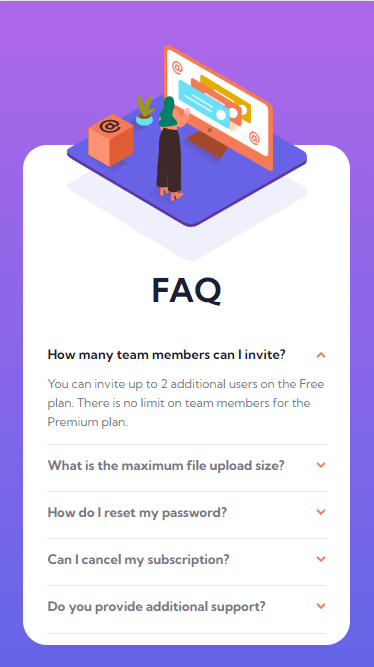 @
@
@
FAQ
How many team members can I invite?
You can invite up to 2 additional users on the Free
plan. There is no limit on team members for the
Premium plan.
What is the maximum file upload size?
How do I reset my password?
Can I cancel my subscription?
Do you provide additional support?